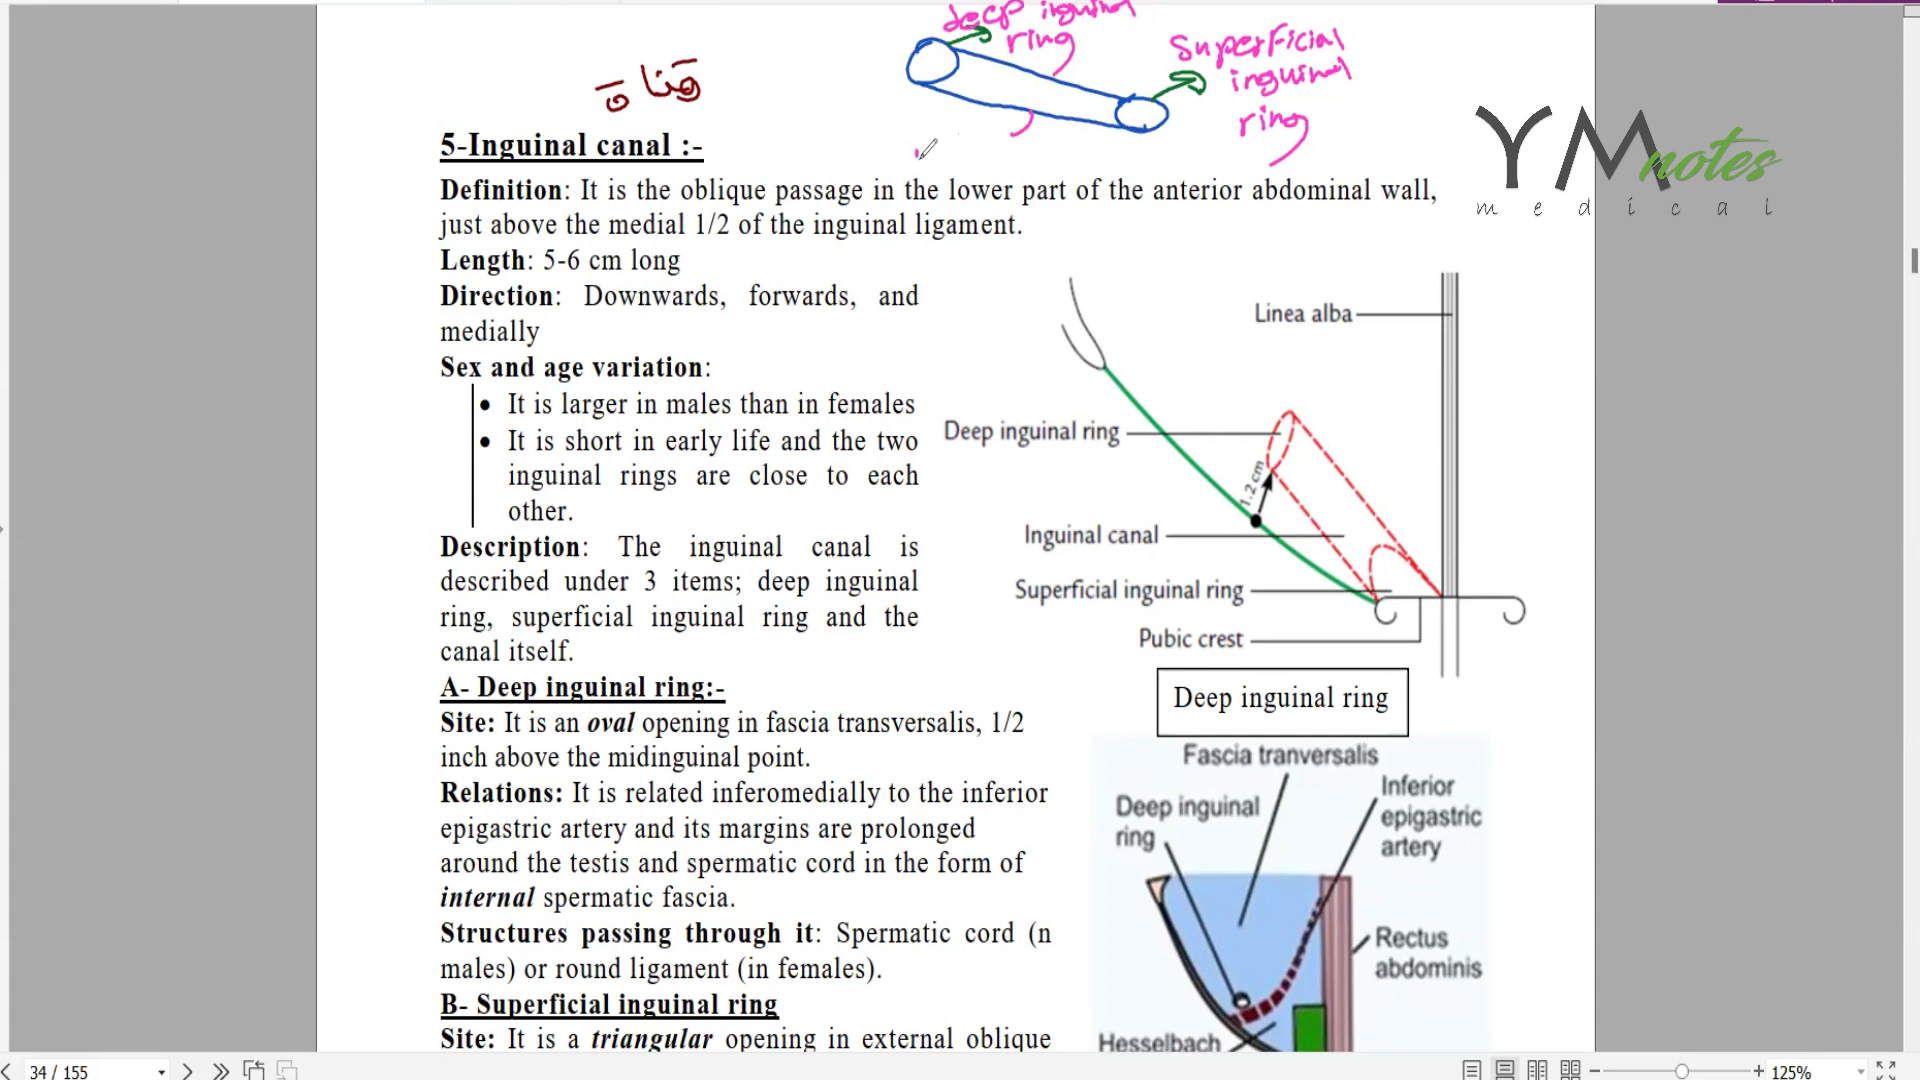 deep inguinal
ring
superficial
inguinal
ring
قناة
YM notes
medical
5-Inguinal canal :-
Definition: It is the oblique passage in the lower part of the anterior abdominal wall,
just above the medial 1/2 of the inguinal ligament.
Length: 5-6 cm long
Direction: Downwards, forwards, and
medially
Sex and age variation:
• It is larger in males than in females
• It is short in early life and the two
inguinal rings are close to each
other.
Description: The inguinal canal is
described under 3 items; deep inguinal
ring, superficial inguinal ring and the
canal itself.
Linea alba
Deep inguinal ring
1.2 cm
Inguinal canal
Superficial inguinal ring
Pubic crest
A- Deep inguinal ring:-
Site: It is an oval opening in fascia transversalis, 1/2
inch above the midinguinal point.
Relations: It is related inferomedially to the inferior
epigastric artery and its margins are prolonged
around the testis and spermatic cord in the form of
internal spermatic fascia.
Structures passing through it: Spermatic cord (n
males) or round ligament (in females).
B- Superficial inguinal ring
Site: It is a triangular opening in external oblique
Deep inguinal ring
Fascia tranversalis
Deep inguinal
ring
Inferior
epigastric
artery
Rectus
abdominis
Hesselbach
34 / 155
125%